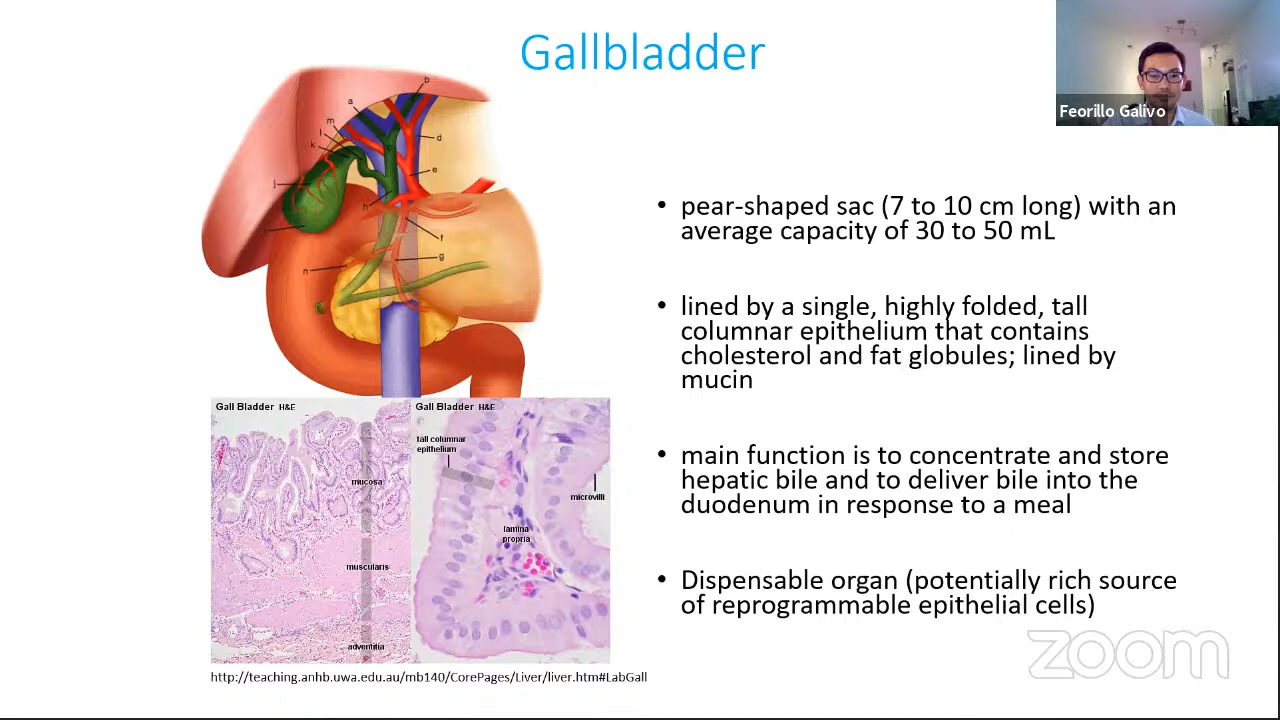 Gallbladder
Feorillo Galivo
a
b
m
l
k
c
d
e
j
h
f
g
n
• pear-shaped sac (7 to 10 cm long) with an
average capacity of 30 to 50 mL
• lined by a single, highly folded, tall
columnar epithelium that contains
cholesterol and fat globules; lined by
mucin
• main function is to concentrate and store
hepatic bile and to deliver bile into the
duodenum in response to a meal
• Dispensable organ (potentially rich source
of reprogrammable epithelial cells)
Gall Bladder H&E
mucosa
muscularis
adventitia
Gall Bladder H&E
tall columnar
epithelium
microvilli
lamina
propria
http://teaching.anhb.uwa.edu.au/mb140/CorePages/Liver/liver.htm#LabGall
zoom